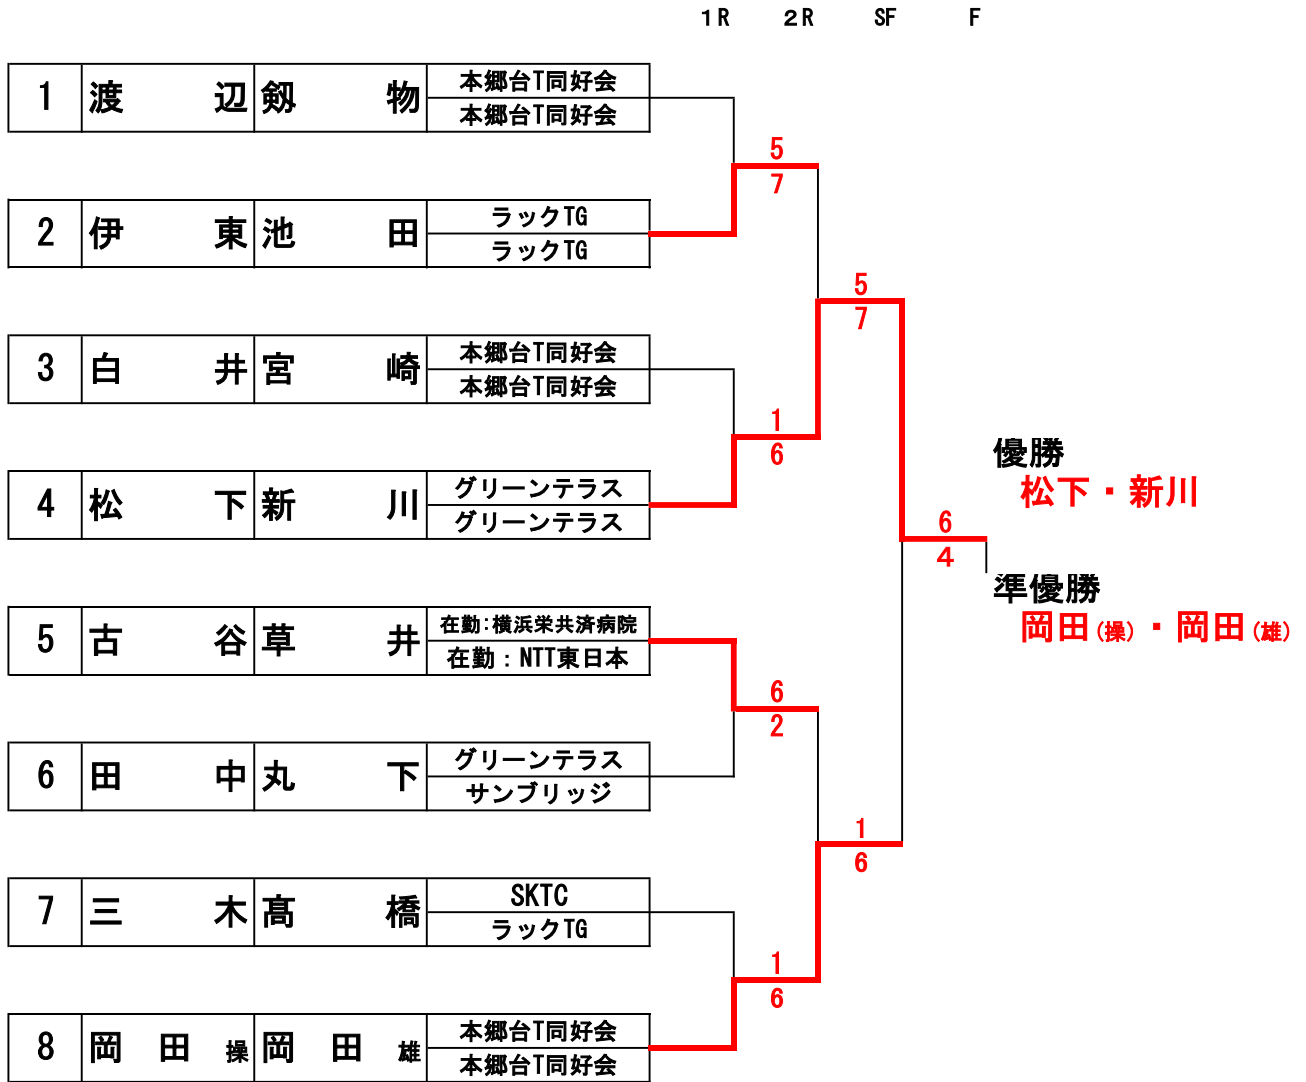 １R ２R SF F
1 渡 辺 剱 物 本郷台T同好会
本郷台T同好会
5
7
2 伊 東 池 田 ラックTG
ラックTG
5
7
3 白 井 宮 崎 本郷台T同好会
本郷台T同好会
1
6
4 松 下 新 川 グリーンテラス
グリーンテラス
優勝
松下・新川
6
4
準優勝
岡田(操)・岡田(雄)
5 古 谷 草 井 在勤:横浜栄共済病院
在勤：NTT東日本
6
2
6 田 中 丸 下 グリーンテラス
サンブリッジ
1
6
7 三 木 髙 橋 SKTC
ラックTG
1
6
8 岡 田 操 岡 田 雄 本郷台T同好会
本郷台T同好会